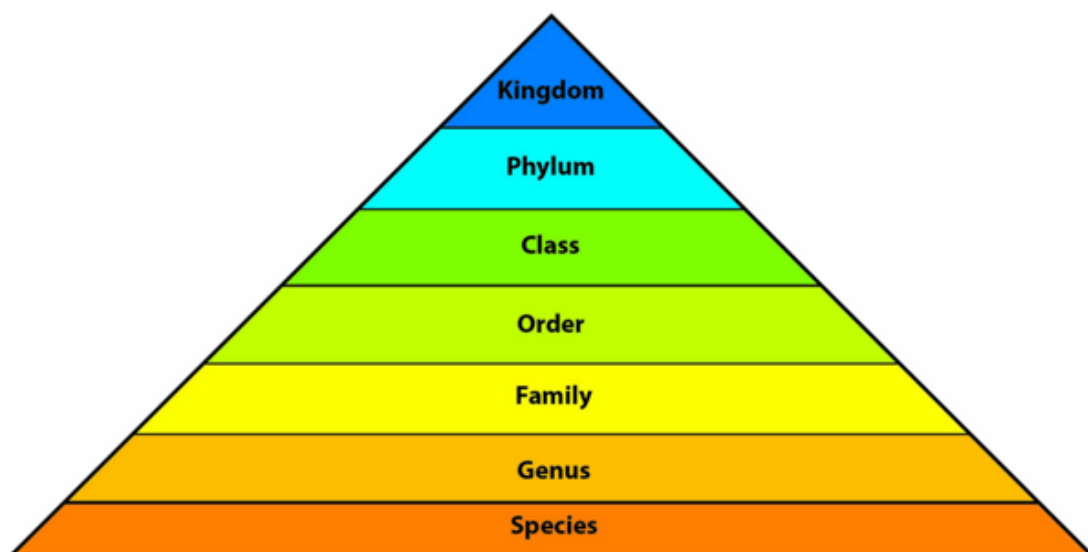 Kingdom
Phylum
Class
Order
Family
Genus
Species